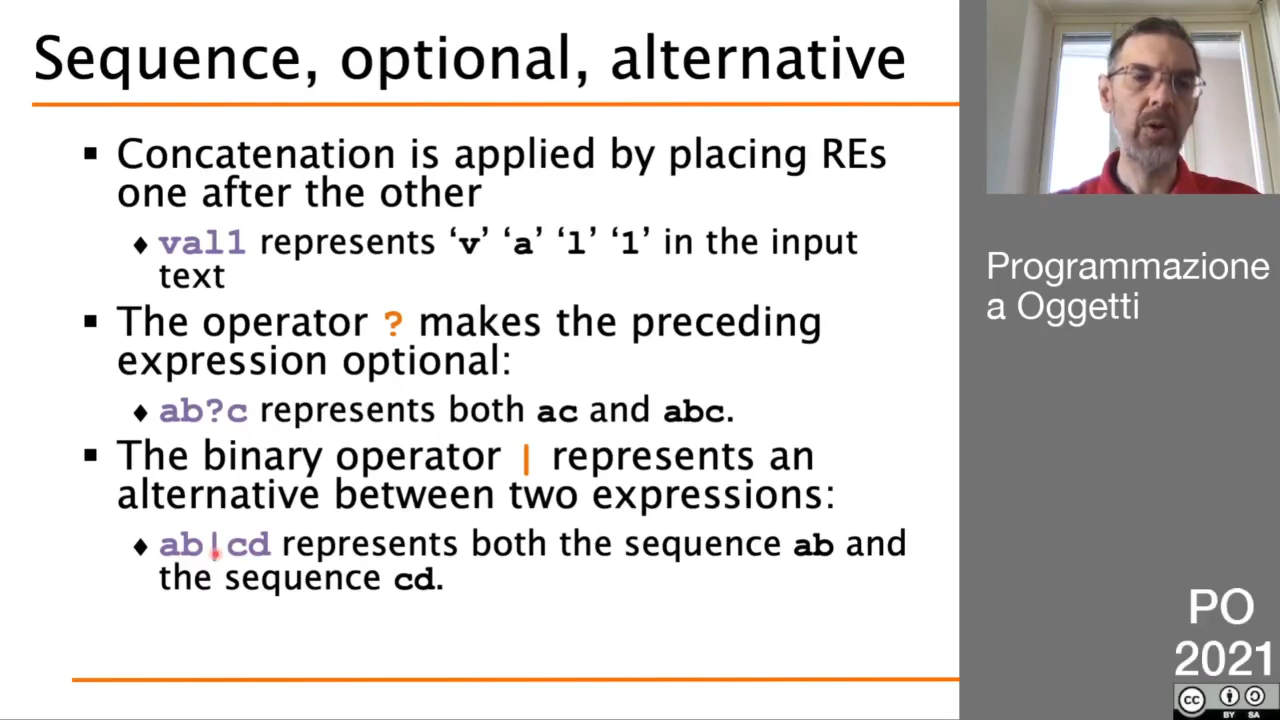 Sequence, optional, alternative
▪ Concatenation is applied by placing REs
one after the other
♦ val1 represents ‘v’ ‘a’ ‘l’ ‘1’ in the input
text
▪ The operator ? makes the preceding
expression optional:
♦ ab?c represents both ac and abc.
▪ The binary operator | represents an
alternative between two expressions:
♦ ab|cd represents both the sequence ab and
the sequence cd.
Programmazione
a Oggetti
PO
2021
cc
BY SA